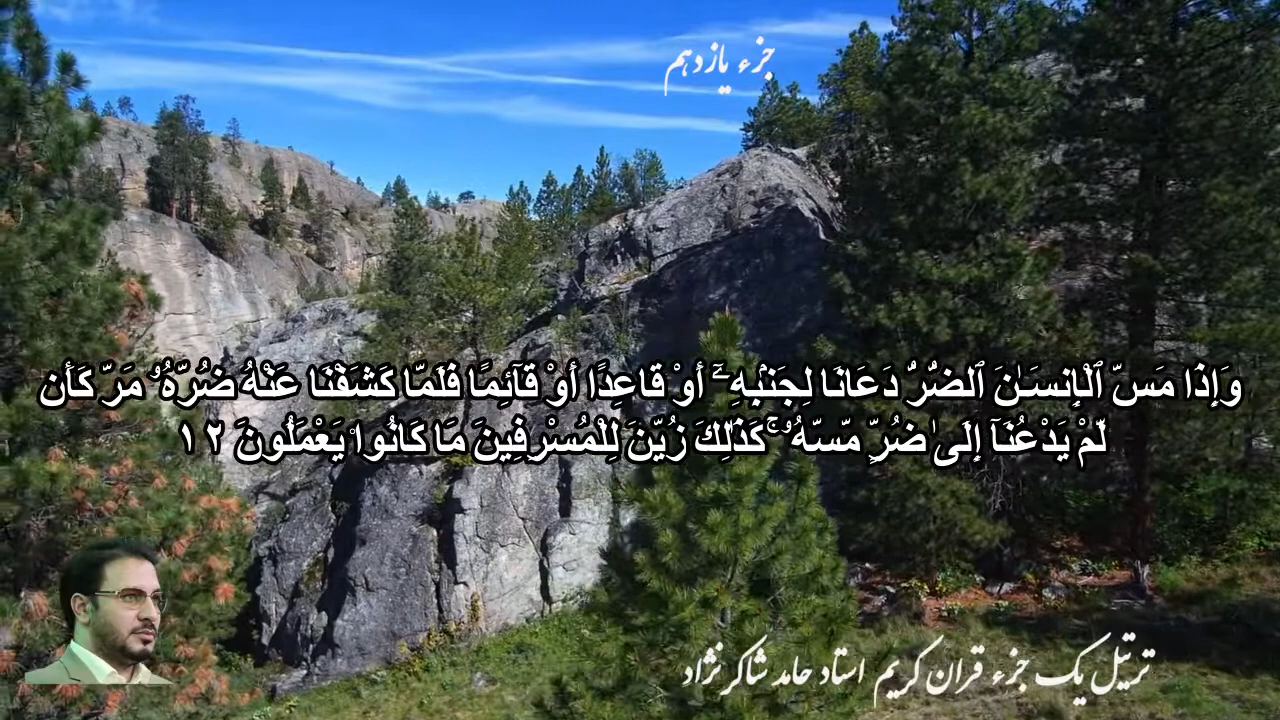 جزء یازدهم
وَإِذَا مَسَّ ٱلْإِنسَـٰنَ ٱلضُّرُّ دَعَانَا لِجَنۢبِهِۦٓ أَوْ قَاعِدًا أَوْ قَآئِمًا فَلَمَّا كَشَفْنَا عَنْهُ ضُرَّهُۥ مَرَّ كَأَن
لَّمْ يَدْعُنَآ إِلَىٰ ضُرٍّ مَّسَّهُۥ ۚ كَذَٰلِكَ زُيِّنَ لِلْمُسْرِفِينَ مَا كَانُوا۟ يَعْمَلُونَ ١٢
ترتیل یک جزء قران کریم استاد حامد شاکرنژاد